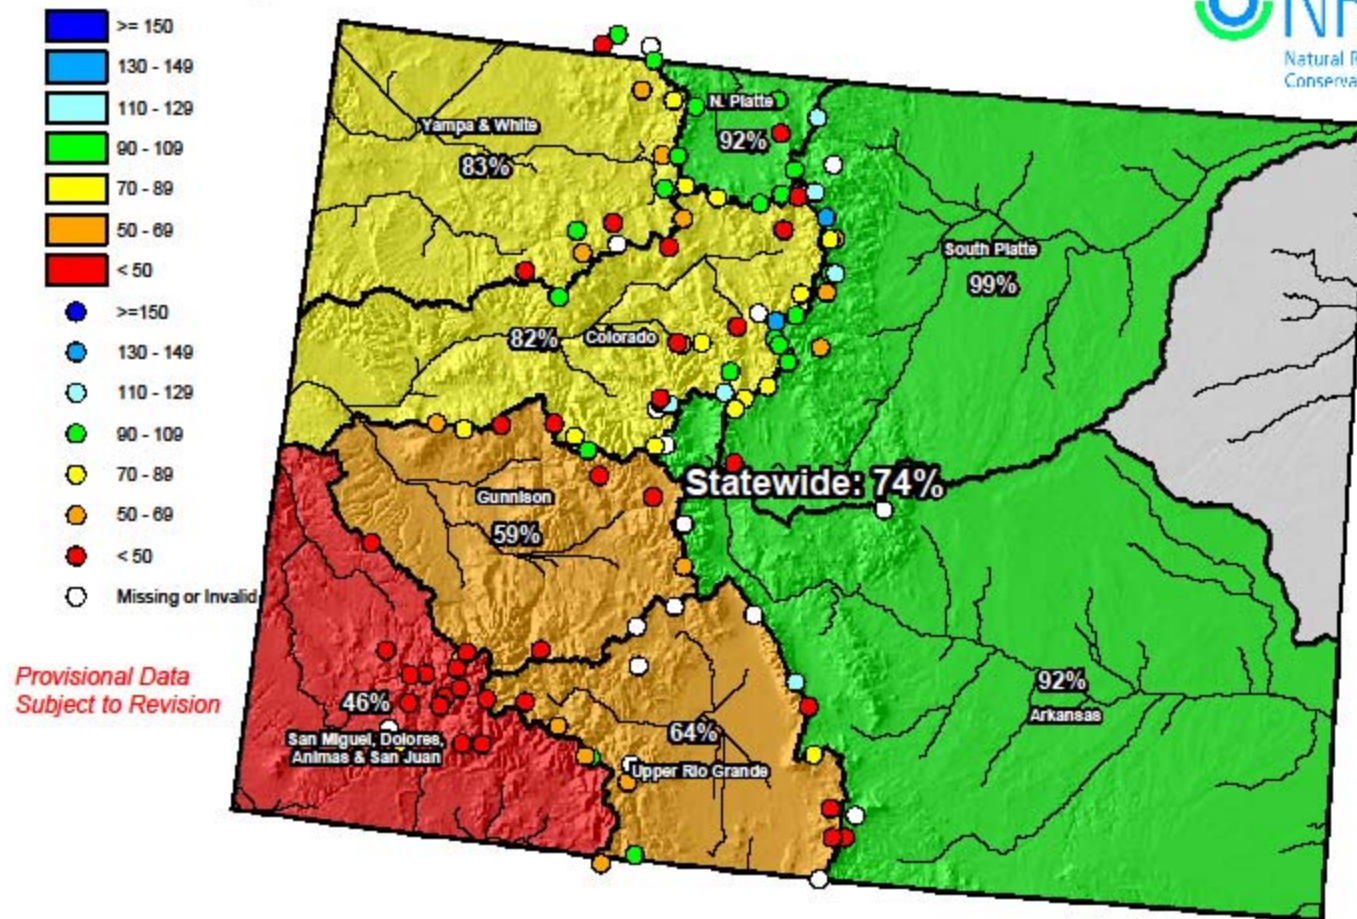 >= 150
130 - 149
110 - 129
90 - 109
70 - 89
50 - 69
< 50
>=150
130 - 149
110 - 129
90 - 109
70 - 89
50 - 69
< 50
Missing or Invalid
Provisional Data
Subject to Revision
Natural R
Conserva
N. Platte
92%
Yampa & White
83%
South Platte
99%
82%
Colorado
Statewide: 74%
Gunnison
59%
46%
San Miguel, Dolores,
Animas & San Juan
64%
Upper Rio Grande
92%
Arkansas